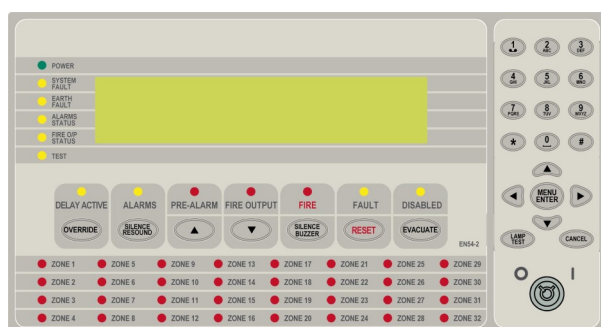 POWER
SYSTEM
FAULT
EARTH
FAULT
ALARMS
STATUS
FIRE O/P
STATUS
TEST
DELAY ACTIVE ALARMS PRE-ALARM FIRE OUTPUT FIRE FAULT DISABLED
OVERRIDE SILENCE RESOUND SILENCE BUZZER RESET EVACUATE
EN54-2
ZONE 1 ZONE 5 ZONE 9 ZONE 13 ZONE 17 ZONE 21 ZONE 25 ZONE 29
ZONE 2 ZONE 6 ZONE 10 ZONE 14 ZONE 18 ZONE 22 ZONE 26 ZONE 30
ZONE 3 ZONE 7 ZONE 11 ZONE 15 ZONE 19 ZONE 23 ZONE 27 ZONE 31
ZONE 4 ZONE 8 ZONE 12 ZONE 16 ZONE 20 ZONE 24 ZONE 28 ZONE 32
1 2 ABC 3 DEF
4 GHI 5 JKL 6 MNO
7 PQRS 8 TUV 9 WXYZ
* 0 #
MENU
ENTER
LAMP
TEST
CANCEL
O I